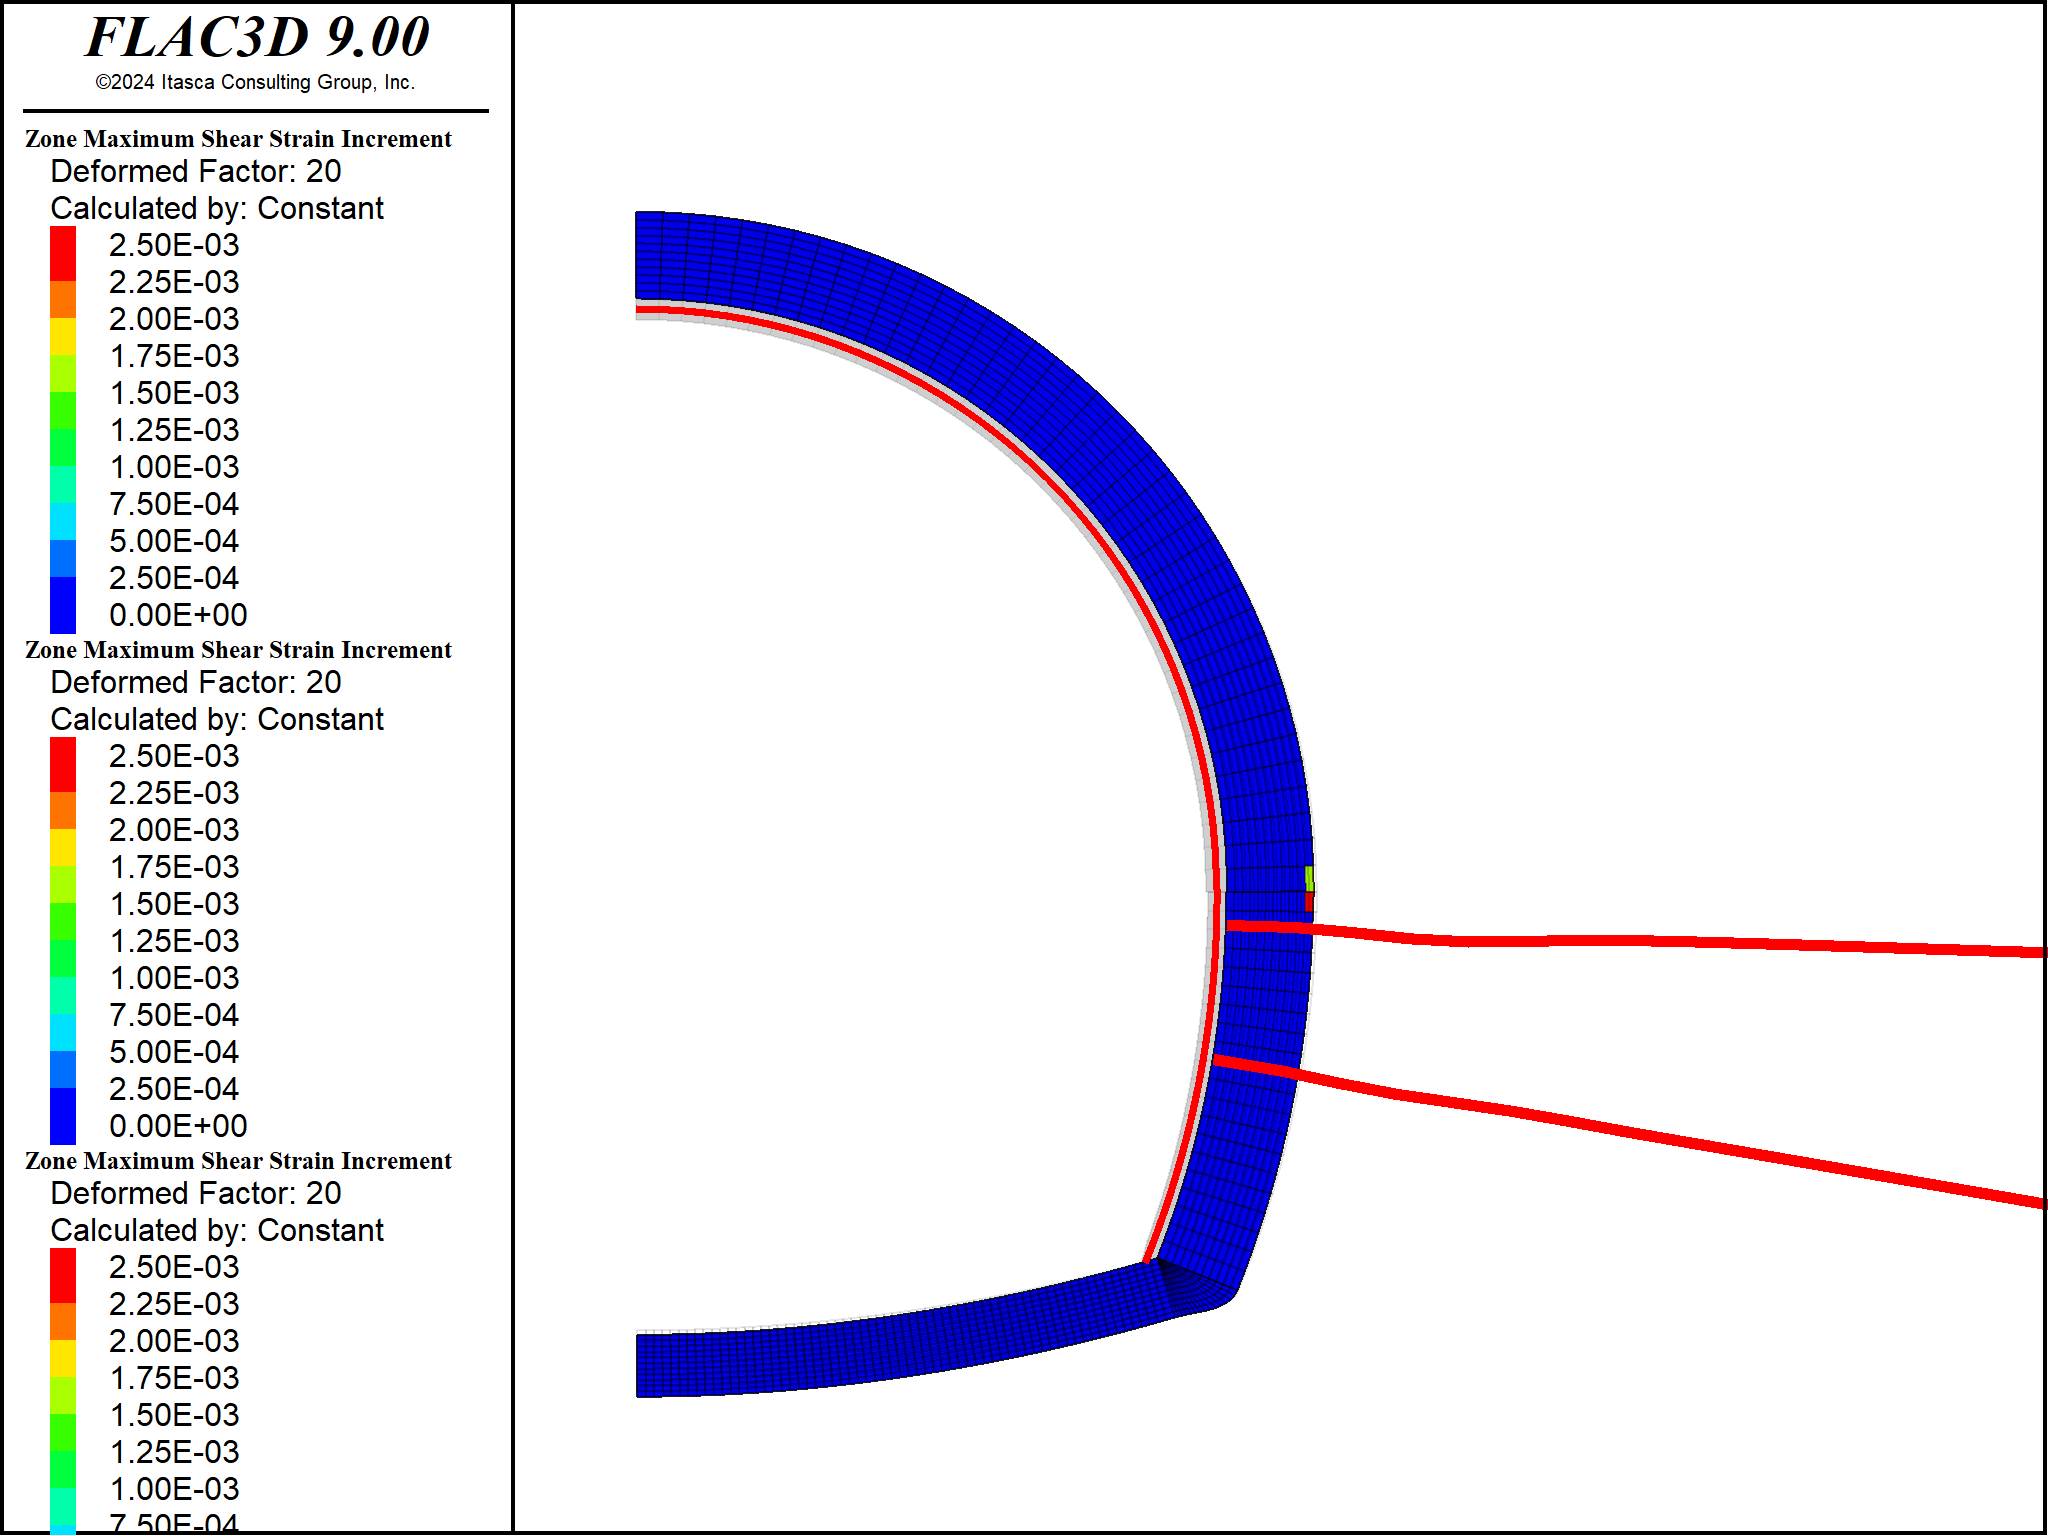 FLAC3D 9.00
©2024 Itasca Consulting Group, Inc.
Zone Maximum Shear Strain Increment
Deformed Factor: 20
Calculated by: Constant
2.50E-03
2.25E-03
2.00E-03
1.75E-03
1.50E-03
1.25E-03
1.00E-03
7.50E-04
5.00E-04
2.50E-04
0.00E+00
Zone Maximum Shear Strain Increment
Deformed Factor: 20
Calculated by: Constant
2.50E-03
2.25E-03
2.00E-03
1.75E-03
1.50E-03
1.25E-03
1.00E-03
7.50E-04
5.00E-04
2.50E-04
0.00E+00
Zone Maximum Shear Strain Increment
Deformed Factor: 20
Calculated by: Constant
2.50E-03
2.25E-03
2.00E-03
1.75E-03
1.50E-03
1.25E-03
1.00E-03
7.50E-04